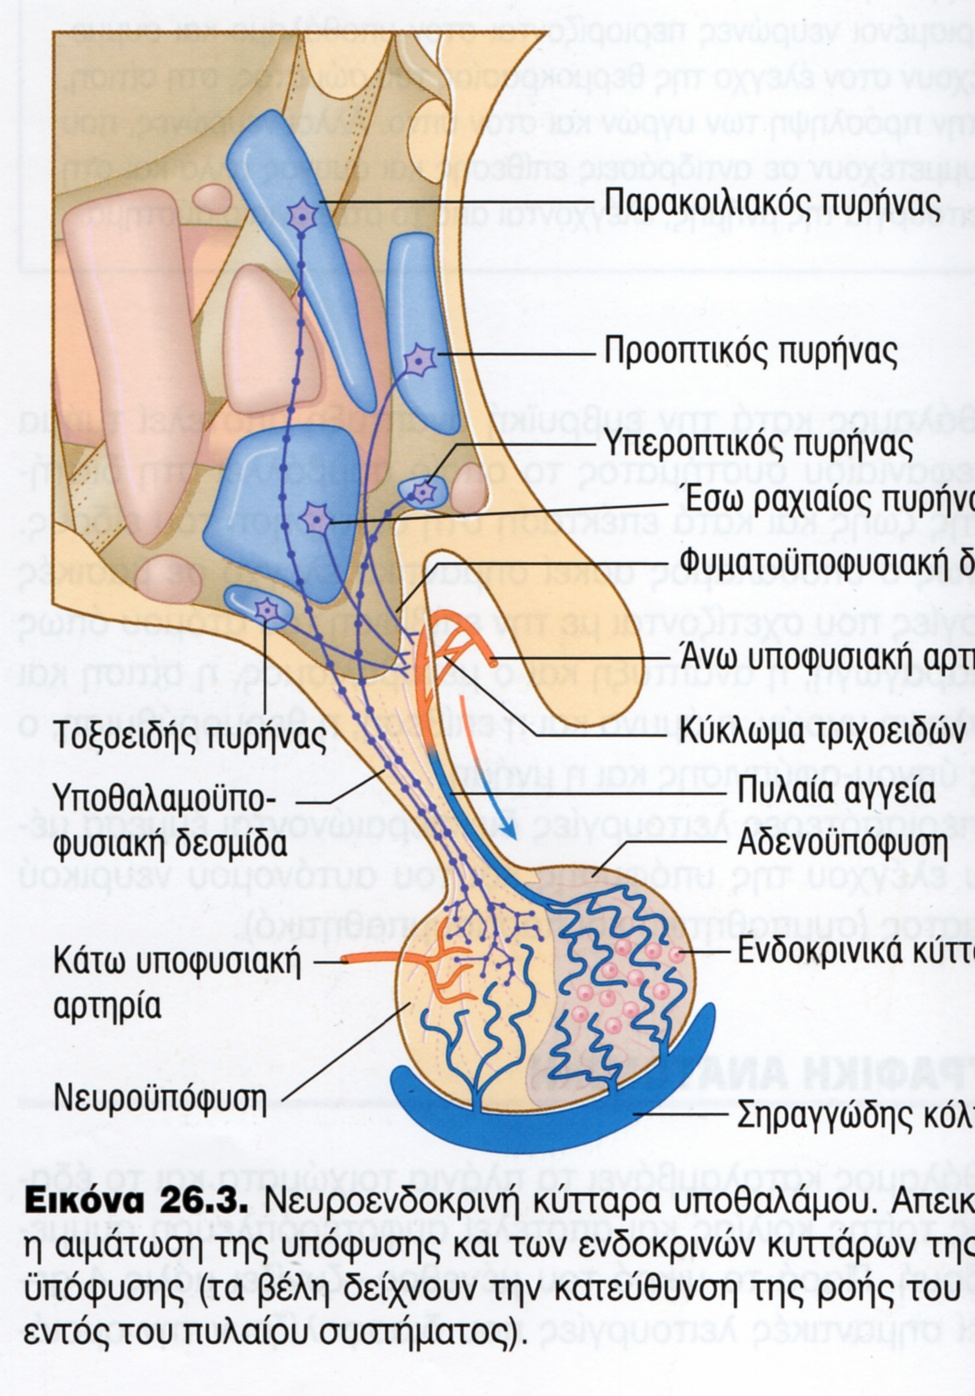 Παρακοιλιακός πυρήνας
Προοπτικός πυρήνας
Υπεροπτικός πυρήνας
Έσω ραχιαίος πυρήνα
Φυματοϋποφυσιακή δ
Άνω υποφυσιακή αρτ
Κύκλωμα τριχοειδών
Πυλαία αγγεία
Αδενοϋπόφυση
Ενδοκρινικά κύττα
Σηραγγώδης κόλ
Τοξοειδής πυρήνας
Υποθαλαμοϋπο-
φυσιακή δεσμίδα
Κάτω υποφυσιακή
αρτηρία
Νευροϋπόφυση
Εικόνα 26.3. Νευροενδοκρινή κύτταρα υποθαλάμου. Απεικ
η αιμάτωση της υπόφυσης και των ενδοκρινών κυττάρων της
ϋπόφυσης (τα βέλη δείχνουν την κατεύθυνση της ροής του
εντός του πυλαίου συστήματος).